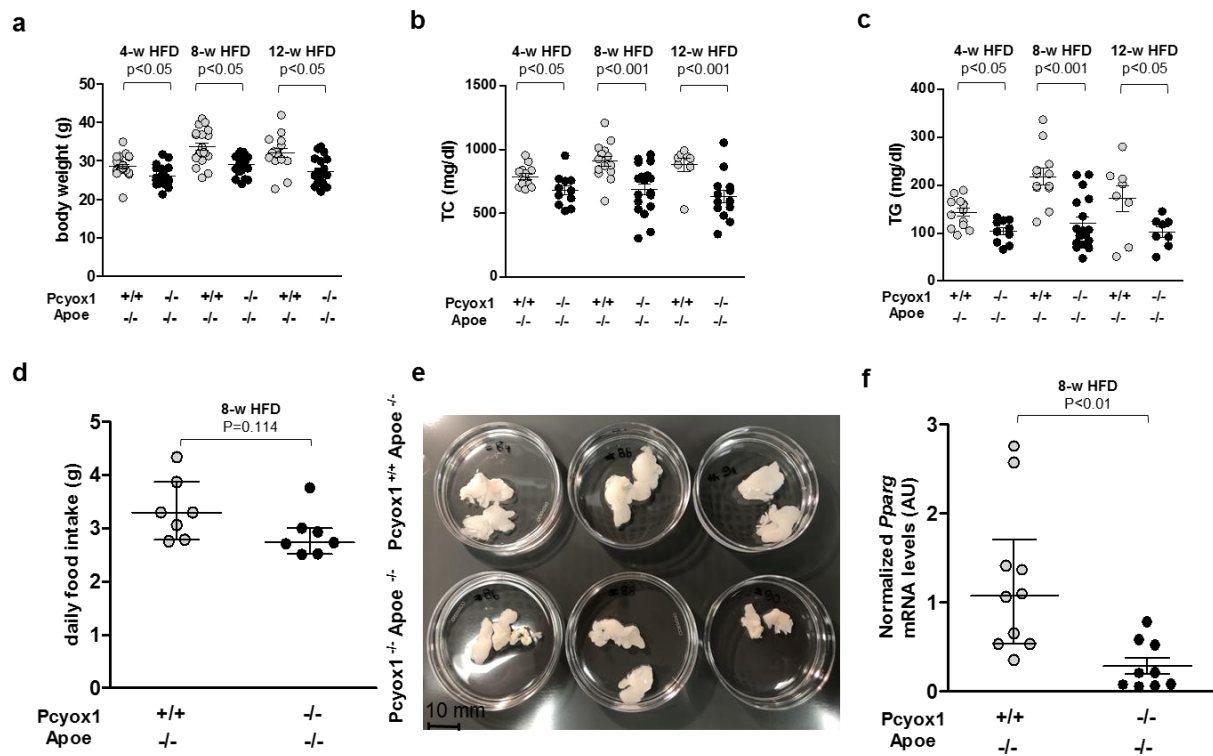 a
4-w HFD 8-w HFD 12-w HFD
p<0.05 p<0.05 p<0.05
body weight (g)
50
40
30
20
10
0
Pcyox1 +/+ -/- +/+ -/- +/+ -/-
Apoe -/- -/- -/- -/- -/- -/-
b
4-w HFD 8-w HFD 12-w HFD
p<0.05 p<0.001 p<0.001
TC (mg/dl)
1500
1000
500
0
Pcyox1 +/+ -/- +/+ -/- +/+ -/-
Apoe -/- -/- -/- -/- -/- -/-
c
4-w HFD 8-w HFD 12-w HFD
p<0.05 p<0.001 p<0.05
TG (mg/dl)
400
300
200
100
0
Pcyox1 +/+ -/- +/+ -/- +/+ -/-
Apoe -/- -/- -/- -/- -/- -/-
d
8-w HFD
P=0.114
daily food intake (g)
5
4
3
2
1
0
Pcyox1 +/+ -/-
Apoe -/- -/-
e
Pcyox1 +/+ Apoe -/-
Pcyox1 -/- Apoe -/-
10 mm
f
8-w HFD
P<0.01
Normalized Pparg
mRNA levels (AU)
3
2
1
0
Pcyox1 +/+ -/-
Apoe -/- -/-